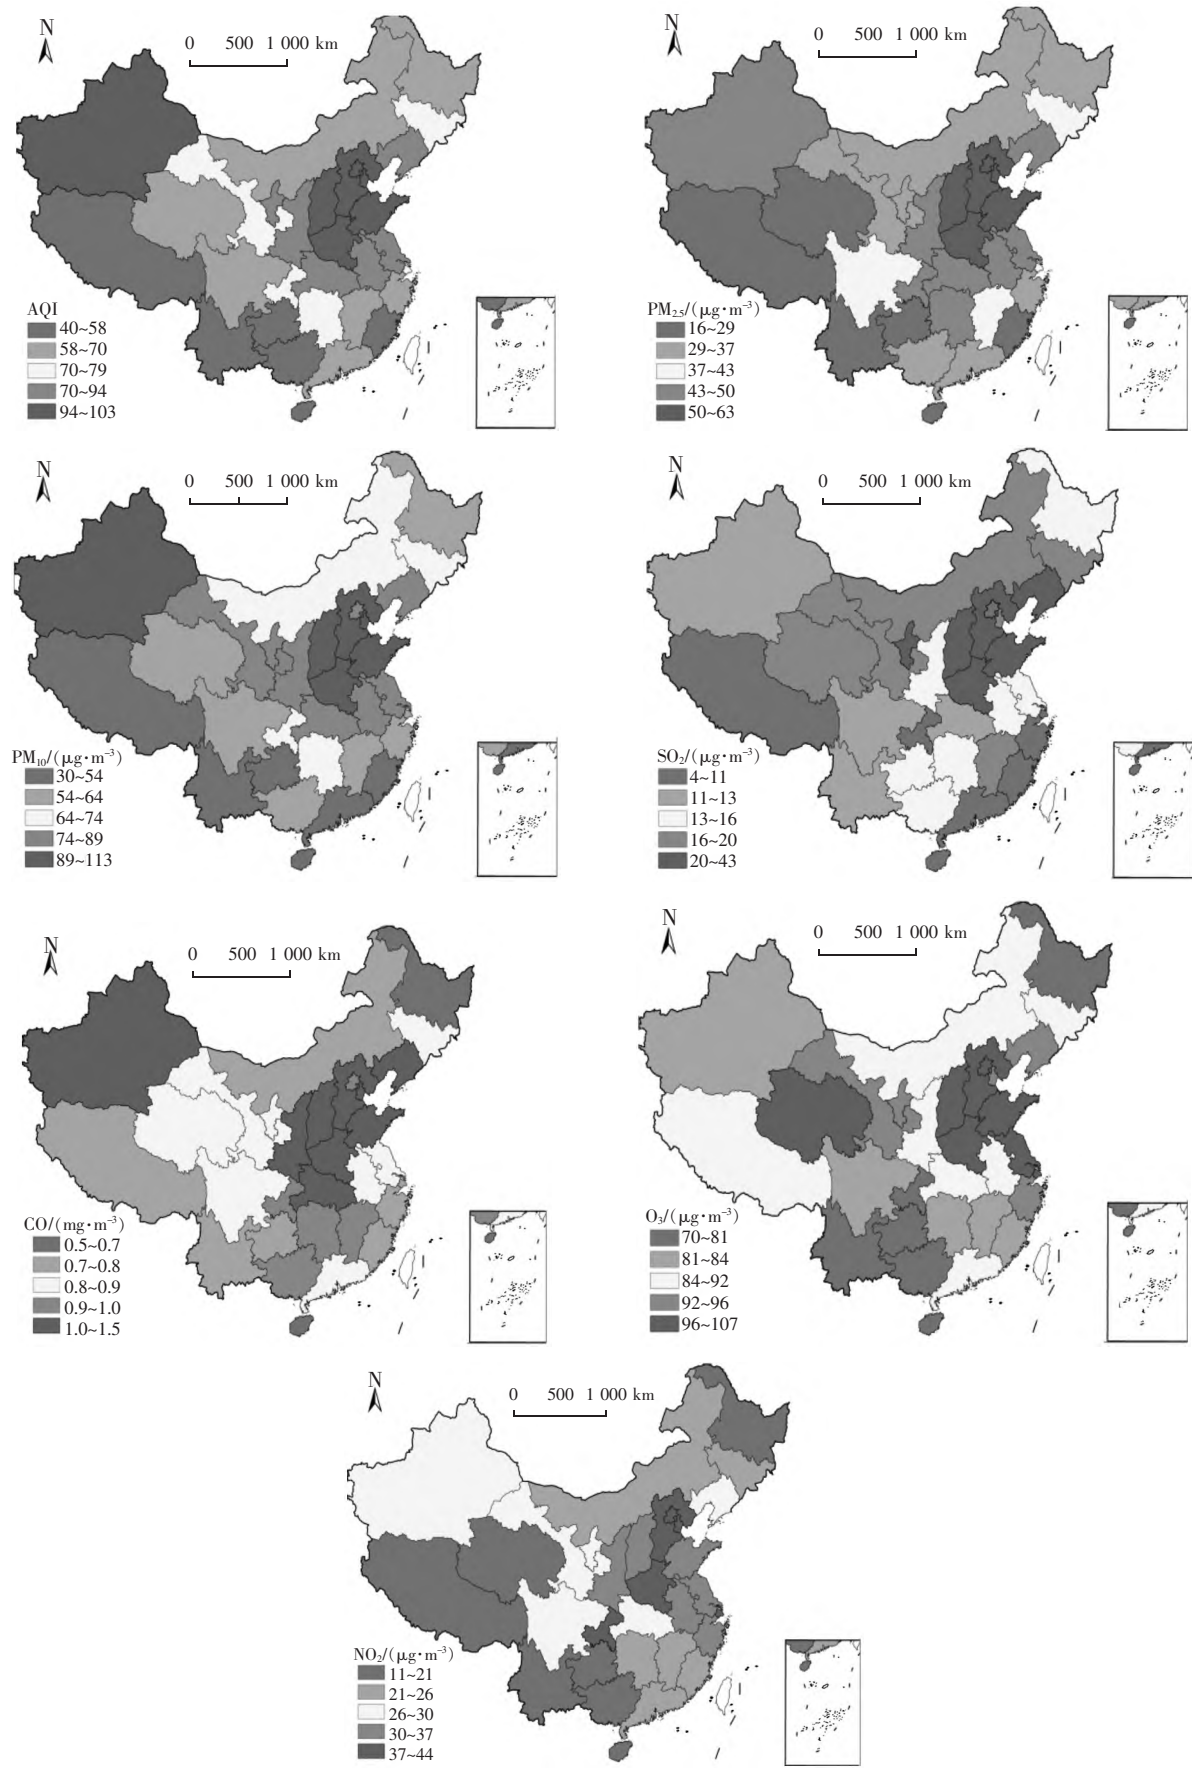 N
0 500 1 000 km
AQI
40~58
58~70
70~79
70~94
94~103
N
0 500 1 000 km
PM2.5/(μg·m−3)
16~29
29~37
37~43
43~50
50~63
N
0 500 1 000 km
PM10/(μg·m−3)
30~54
54~64
64~74
74~89
89~113
N
0 500 1 000 km
SO2/(μg·m−3)
4~11
11~13
13~16
16~20
20~43
N
0 500 1 000 km
CO/(mg·m−3)
0.5~0.7
0.7~0.8
0.8~0.9
0.9~1.0
1.0~1.5
N
0 500 1 000 km
O3/(μg·m−3)
70~81
81~84
84~92
92~96
96~107
N
0 500 1 000 km
NO2/(μg·m−3)
11~21
21~26
26~30
30~37
37~44